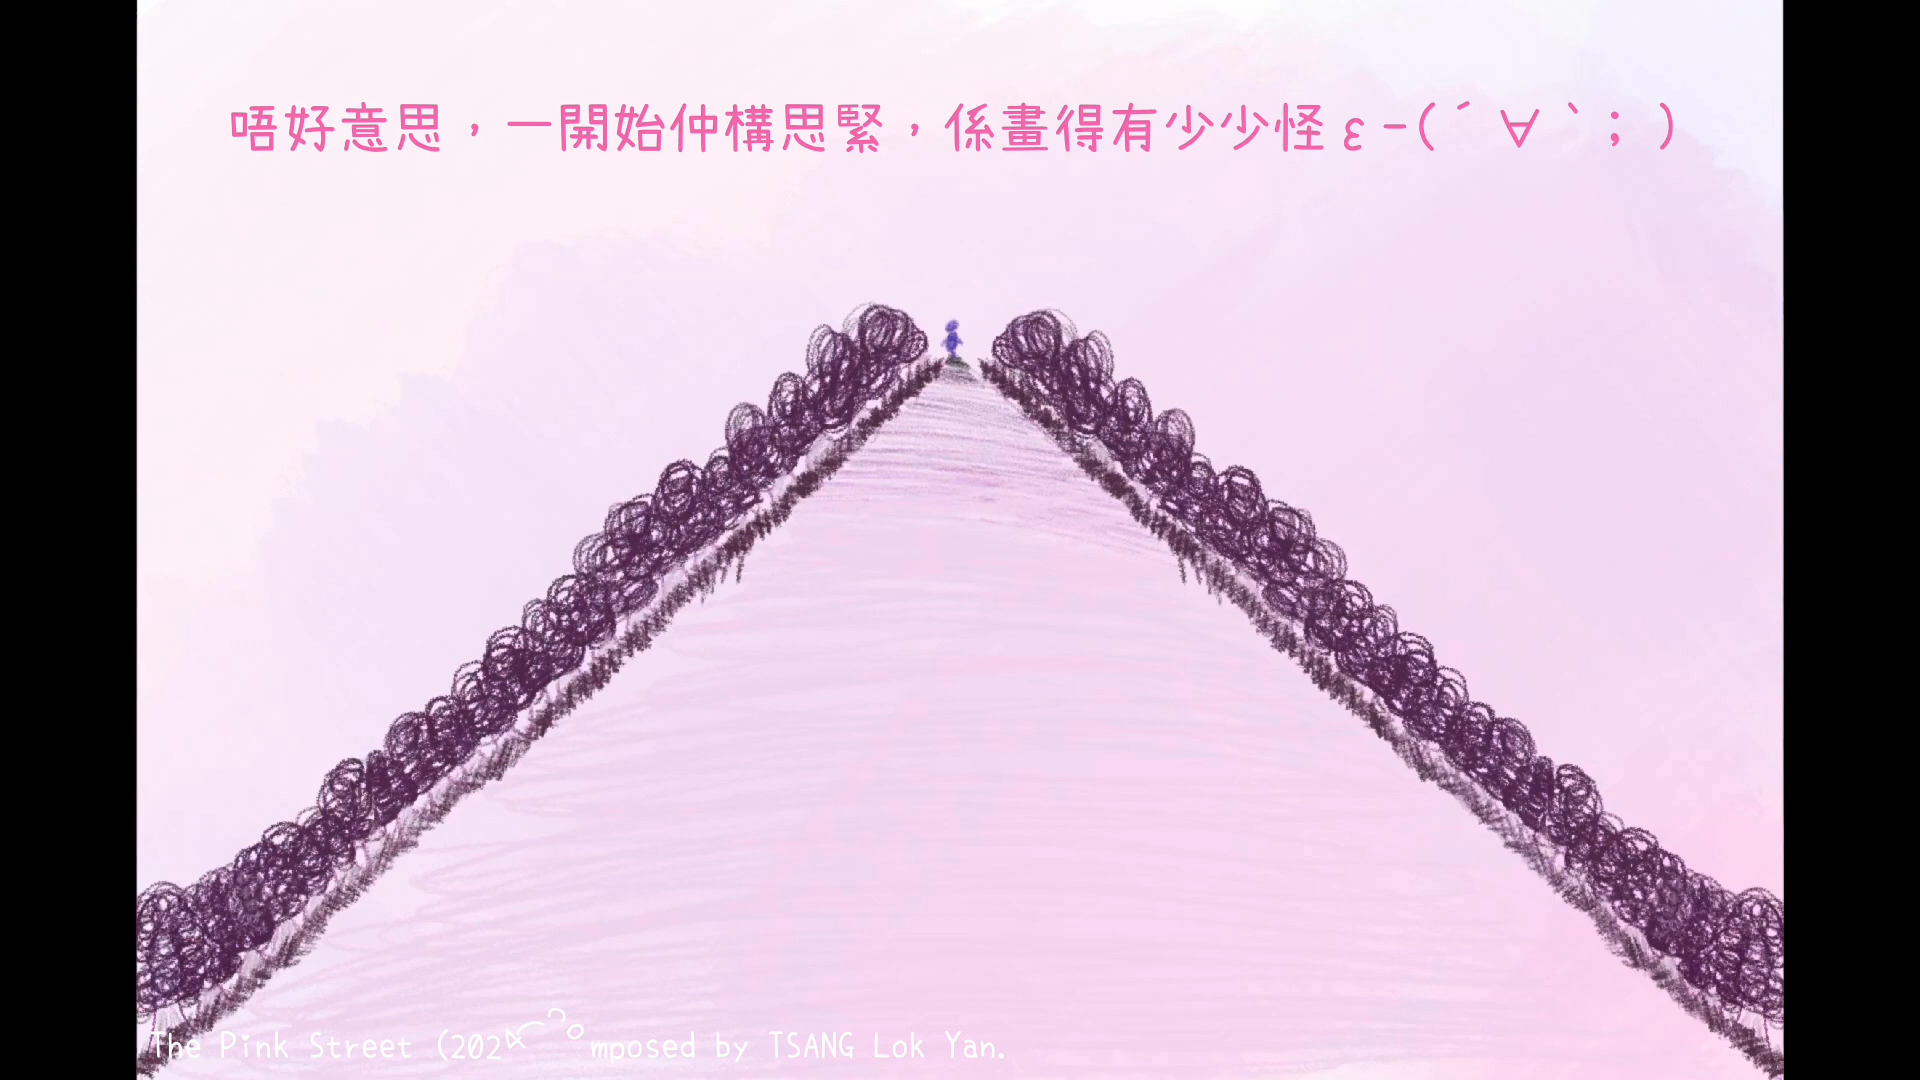 唔好意思，一開始仲構思緊，係畫得有少少怪ε-(´∀｀；)
The Pink Street (202 mposed by TSANG Lok Yan.